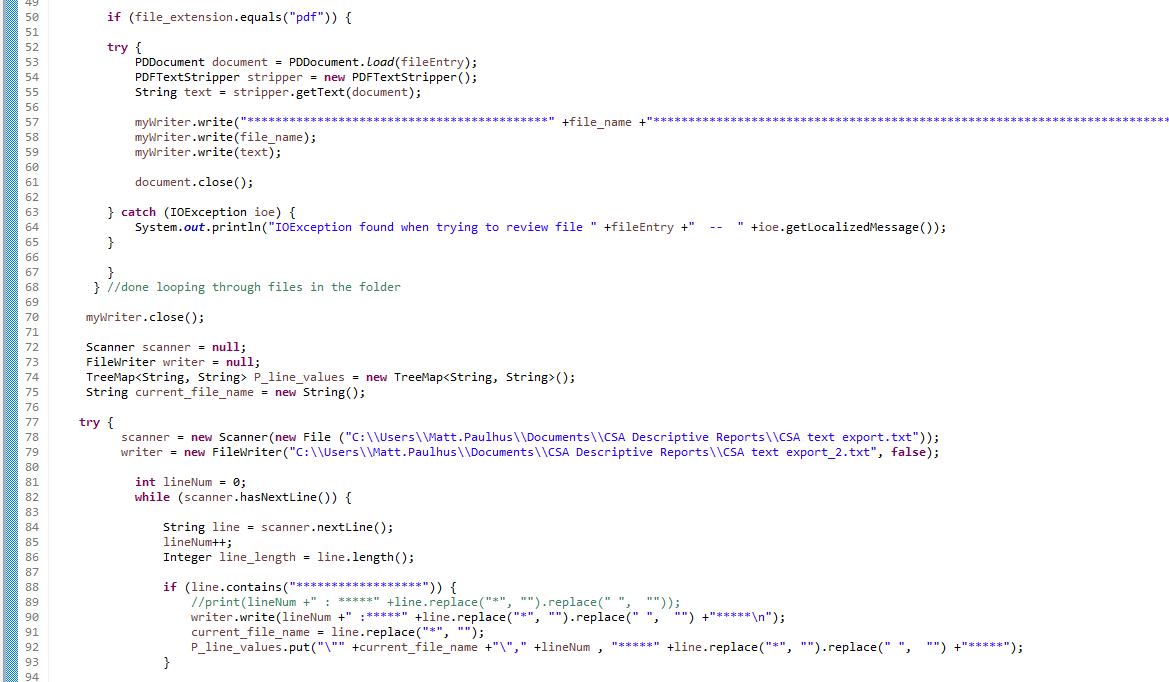 49
50 if (file_extension.equals("pdf")) {
51
52 try {
53 PDDocument document = PDDocument.load(fileEntry);
54 PDFTextStripper stripper = new PDFTextStripper();
55 String text = stripper.getText(document);
56
57 myWriter.write("*******************************************" +file_name +"**************************************************************************
58 myWriter.write(file_name);
59 myWriter.write(text);
60
61 document.close();
62
63 } catch (IOException ioe) {
64 System.out.println("IOException found when trying to review file " +fileEntry +"  --  " +ioe.getLocalizedMessage());
65 }
66
67 }
68 } //done looping through files in the folder
69
70 myWriter.close();
71
72 Scanner scanner = null;
73 FileWriter writer = null;
74 TreeMap<String, String> P_line_values = new TreeMap<String, String>();
75 String current_file_name = new String();
76
77 try {
78 scanner = new Scanner(new File ("C:\\Users\\Matt.Paulhus\\Documents\\CSA Descriptive Reports\\CSA text export.txt"));
79 writer = new FileWriter("C:\\Users\\Matt.Paulhus\\Documents\\CSA Descriptive Reports\\CSA text export_2.txt", false);
80
81 int lineNum = 0;
82 while (scanner.hasNextLine()) {
83
84 String line = scanner.nextLine();
85 lineNum++;
86 Integer line_length = line.length();
87
88 if (line.contains("******************")) {
89 //print(lineNum +" : *****" +line.replace("*", "").replace(" ",  ""));
90 writer.write(lineNum +" :*****" +line.replace("*", "").replace(" ",  "") +"*****\n");
91 current_file_name = line.replace("*", "");
92 P_line_values.put("\"" +current_file_name +"\"," +lineNum , "*****" +line.replace("*", "").replace(" ",  "") +"*****");
93 }
94